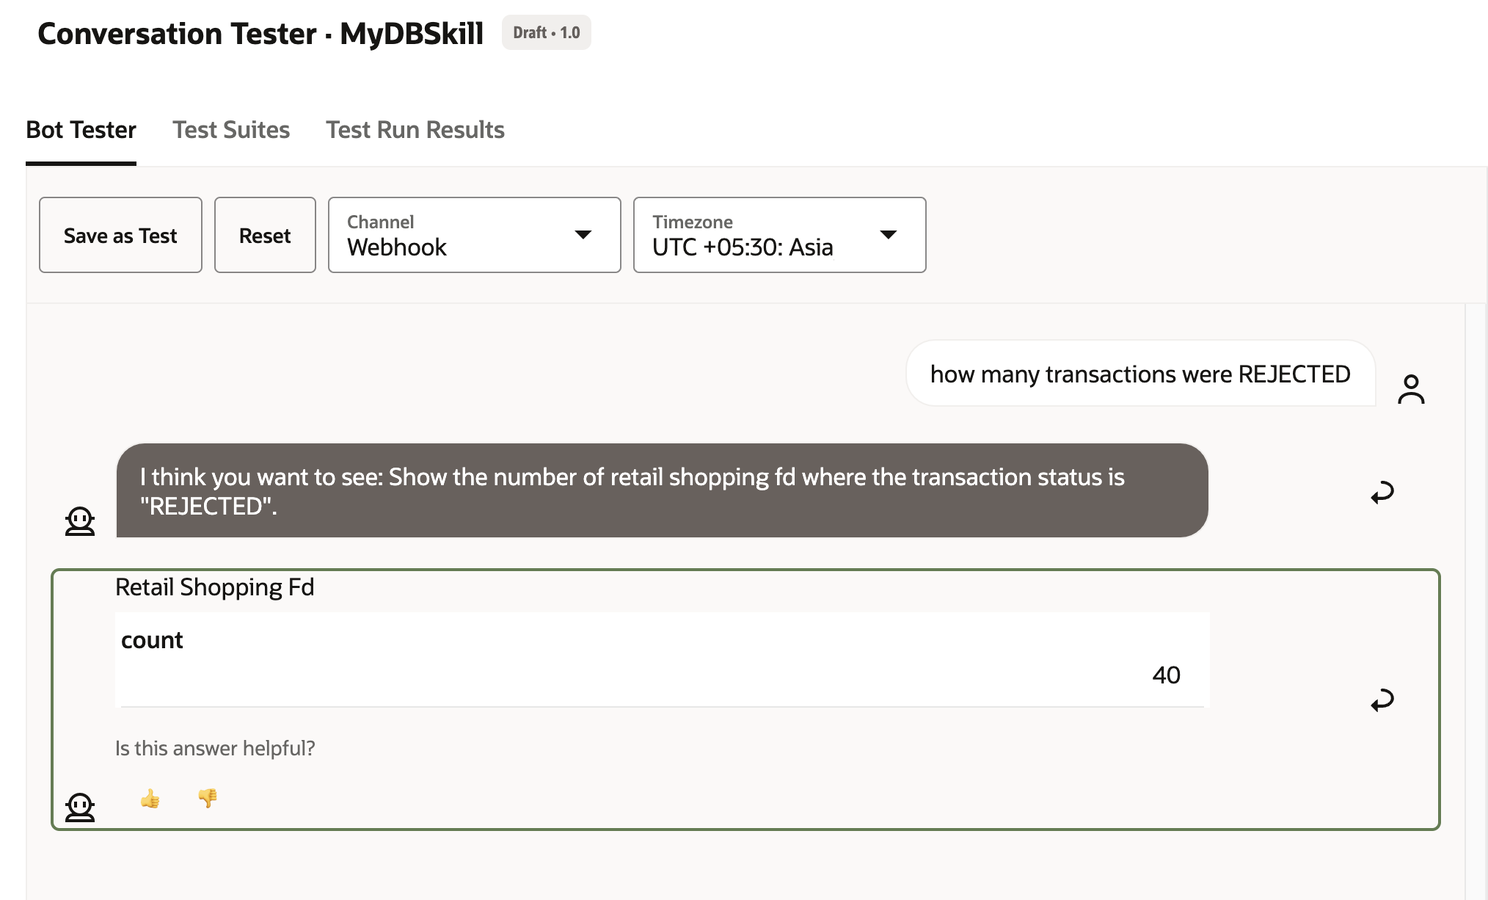 Conversation Tester · MyDBSkill Draft • 1.0
Bot Tester Test Suites Test Run Results
Save as Test
Reset
Channel
Webhook
Timezone
UTC +05:30: Asia
how many transactions were REJECTED
I think you want to see: Show the number of retail shopping fd where the transaction status is
"REJECTED".
Retail Shopping Fd
count
40
Is this answer helpful?